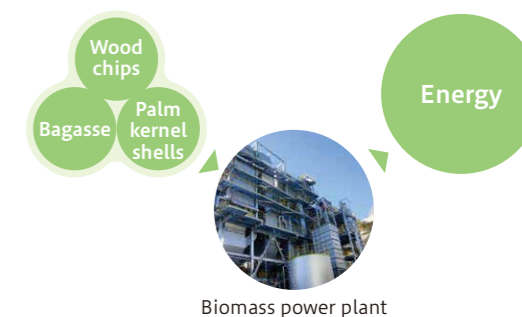 Wood
chips
Bagasse
Palm
kernel
shells
Energy
Biomass power plant